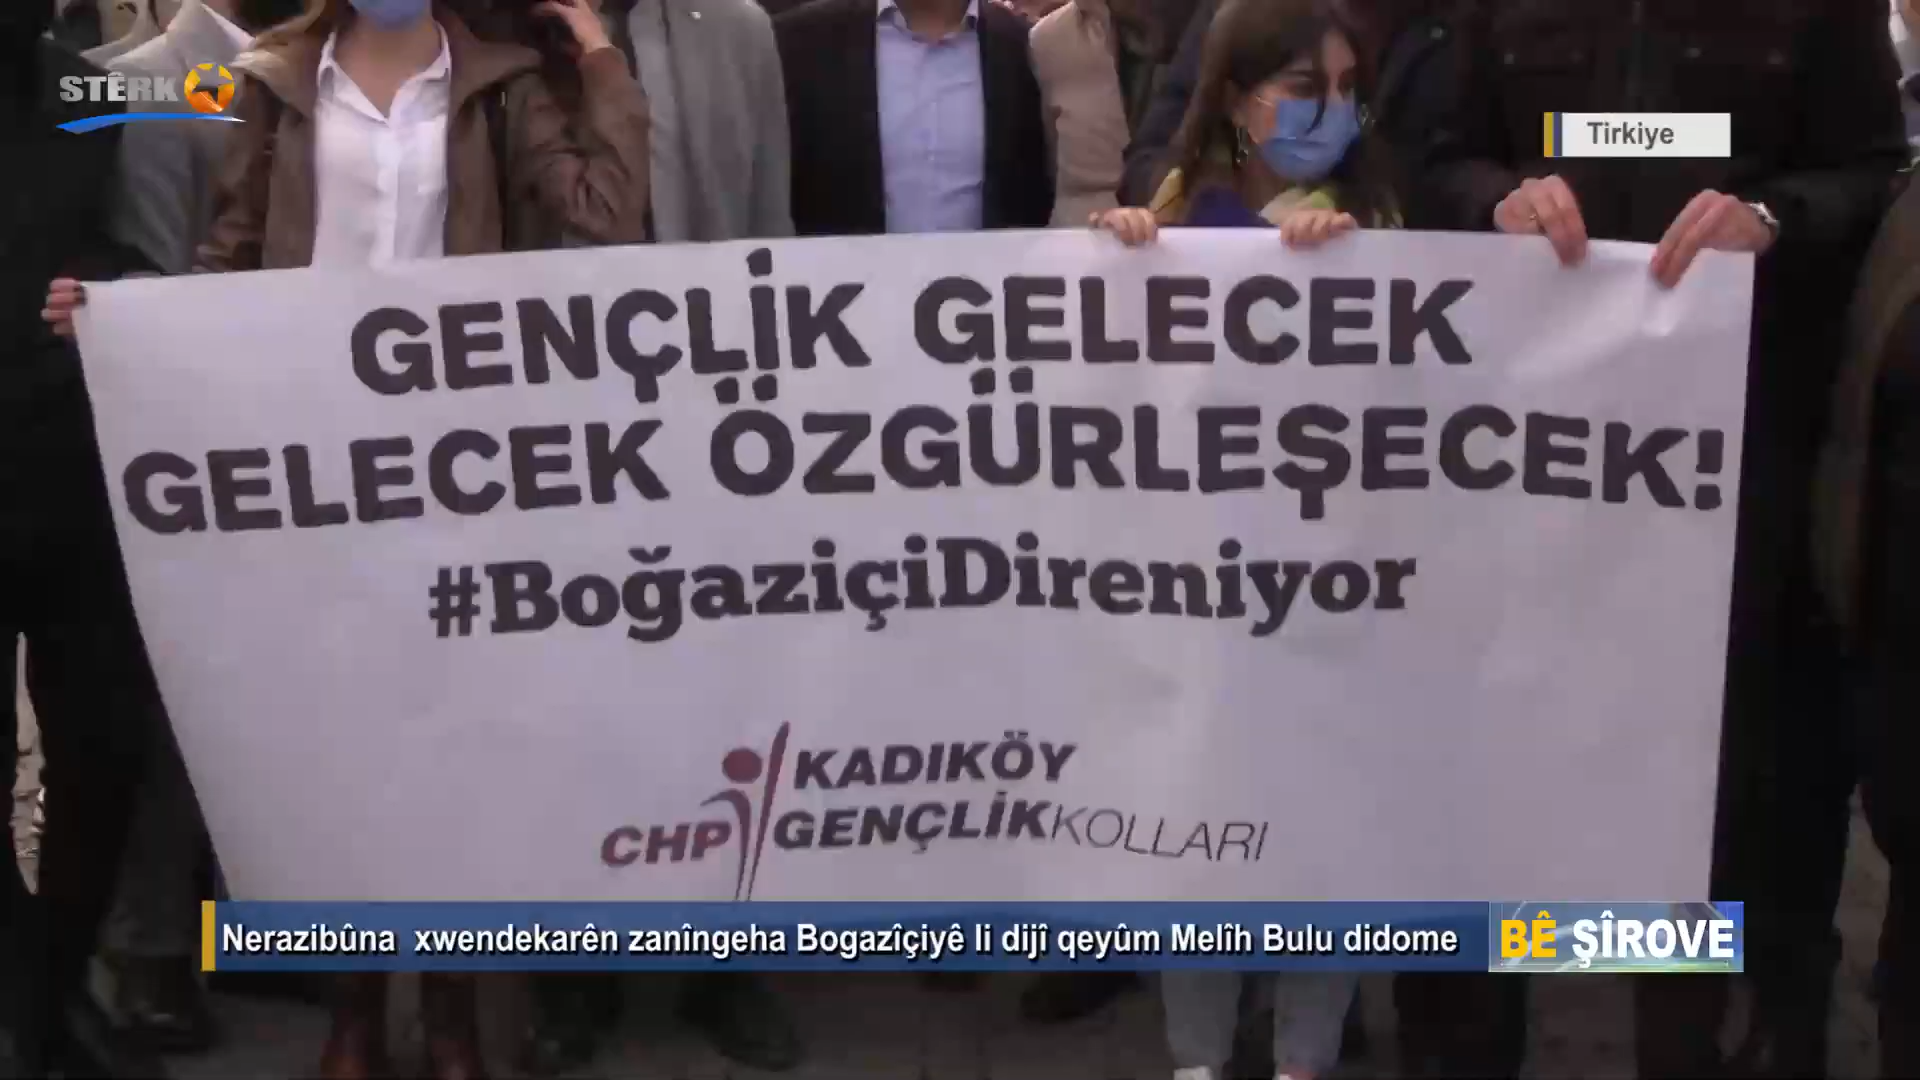 STÊRK
Tirkiye
GENÇLİK GELECEK
GELECEK ÖZGÜRLEŞECEK!
#BoğaziçiDireniyor
CHP KADIKÖY
GENÇLİKKOLLARI
Nerazibûna xwendekarên zanîngeha Bogazîçiyê li dijî qeyûm Melîh Bulu didome
BÊ ŞÎROVE